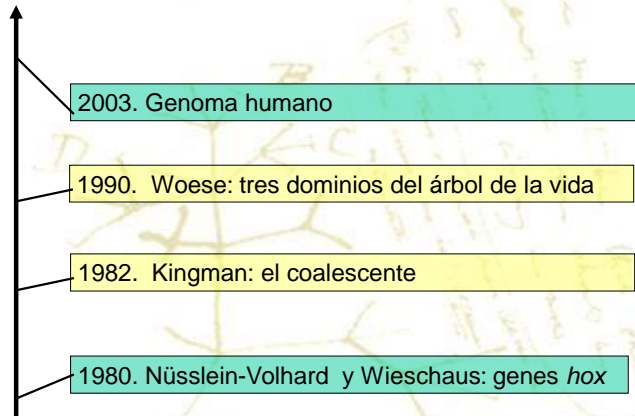 2003. Genoma humano
1990. Woese: tres dominios del árbol de la vida
1982. Kingman: el coalescente
1980. Nüsslein-Volhard y Wieschaus: genes hox